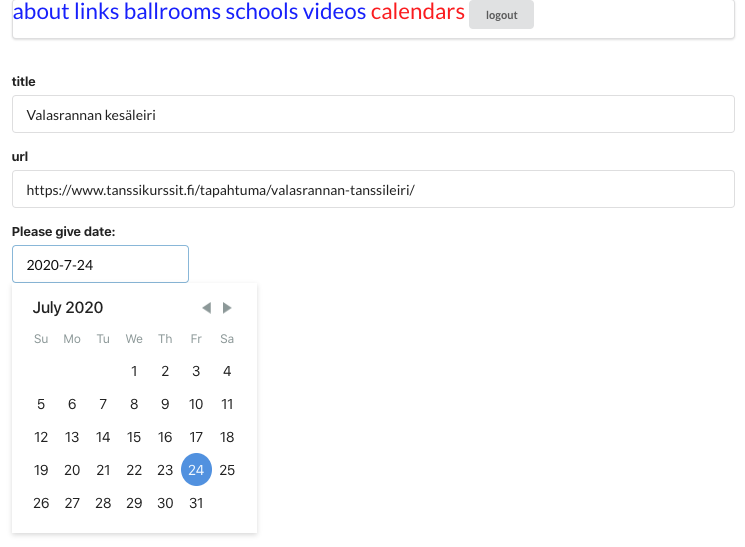 about links ballrooms schools videos calendars logout
title
Valasrannan kesäleiri
url
https://www.tanssikurssit.fi/tapahtuma/valasrannan-tanssileiri/
Please give date:
2020-7-24
July 2020
Su Mo Tu We Th Fr Sa
1 2 3 4
5 6 7 8 9 10 11
12 13 14 15 16 17 18
19 20 21 22 23 24 25
26 27 28 29 30 31